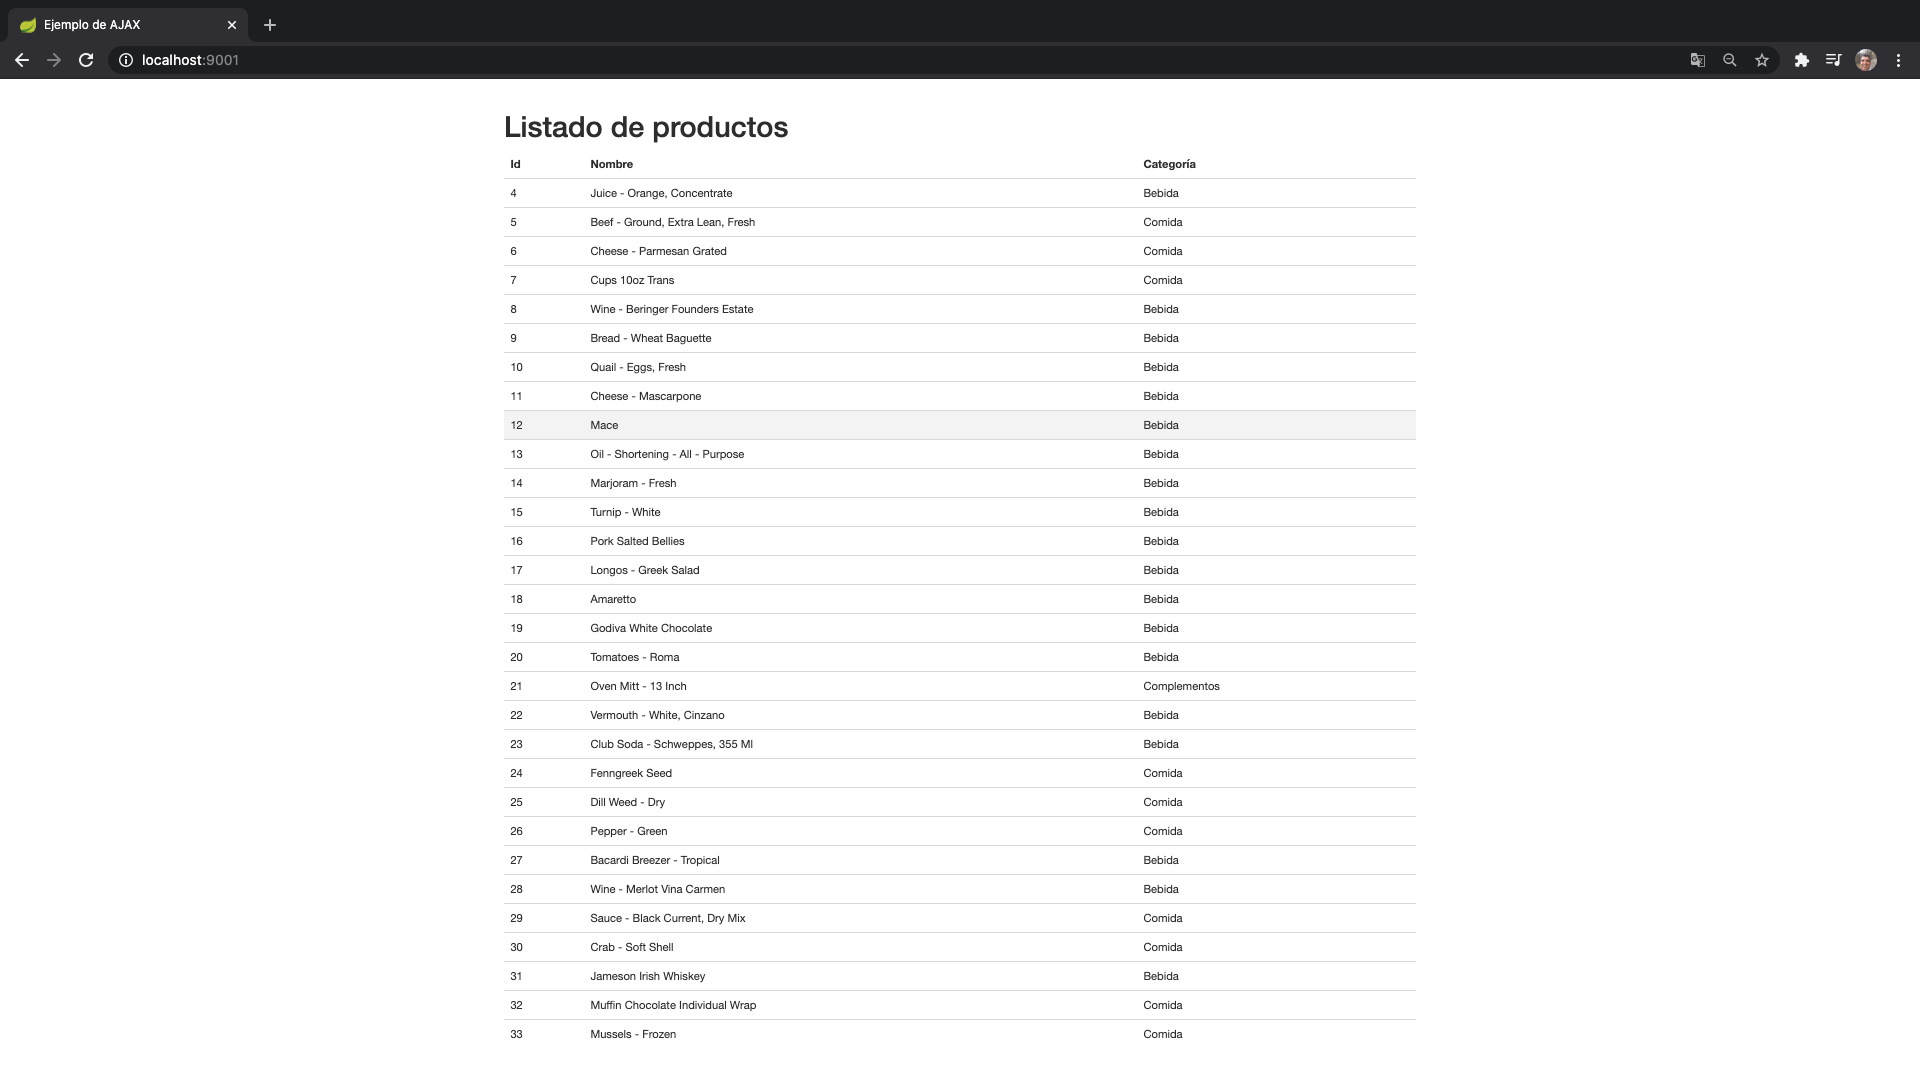 Ejemplo de AJAX
localhost:9001
Listado de productos
Id Nombre Categoría
4 Juice - Orange, Concentrate Bebida
5 Beef - Ground, Extra Lean, Fresh Comida
6 Cheese - Parmesan Grated Comida
7 Cups 10oz Trans Comida
8 Wine - Beringer Founders Estate Bebida
9 Bread - Wheat Baguette Bebida
10 Quail - Eggs, Fresh Bebida
11 Cheese - Mascarpone Bebida
12 Mace Bebida
13 Oil - Shortening - All - Purpose Bebida
14 Marjoram - Fresh Bebida
15 Turnip - White Bebida
16 Pork Salted Bellies Bebida
17 Longos - Greek Salad Bebida
18 Amaretto Bebida
19 Godiva White Chocolate Bebida
20 Tomatoes - Roma Bebida
21 Oven Mitt - 13 Inch Complementos
22 Vermouth - White, Cinzano Bebida
23 Club Soda - Schweppes, 355 Ml Bebida
24 Fenngreek Seed Comida
25 Dill Weed - Dry Comida
26 Pepper - Green Comida
27 Bacardi Breezer - Tropical Bebida
28 Wine - Merlot Vina Carmen Bebida
29 Sauce - Black Current, Dry Mix Comida
30 Crab - Soft Shell Comida
31 Jameson Irish Whiskey Bebida
32 Muffin Chocolate Individual Wrap Comida
33 Mussels - Frozen Comida